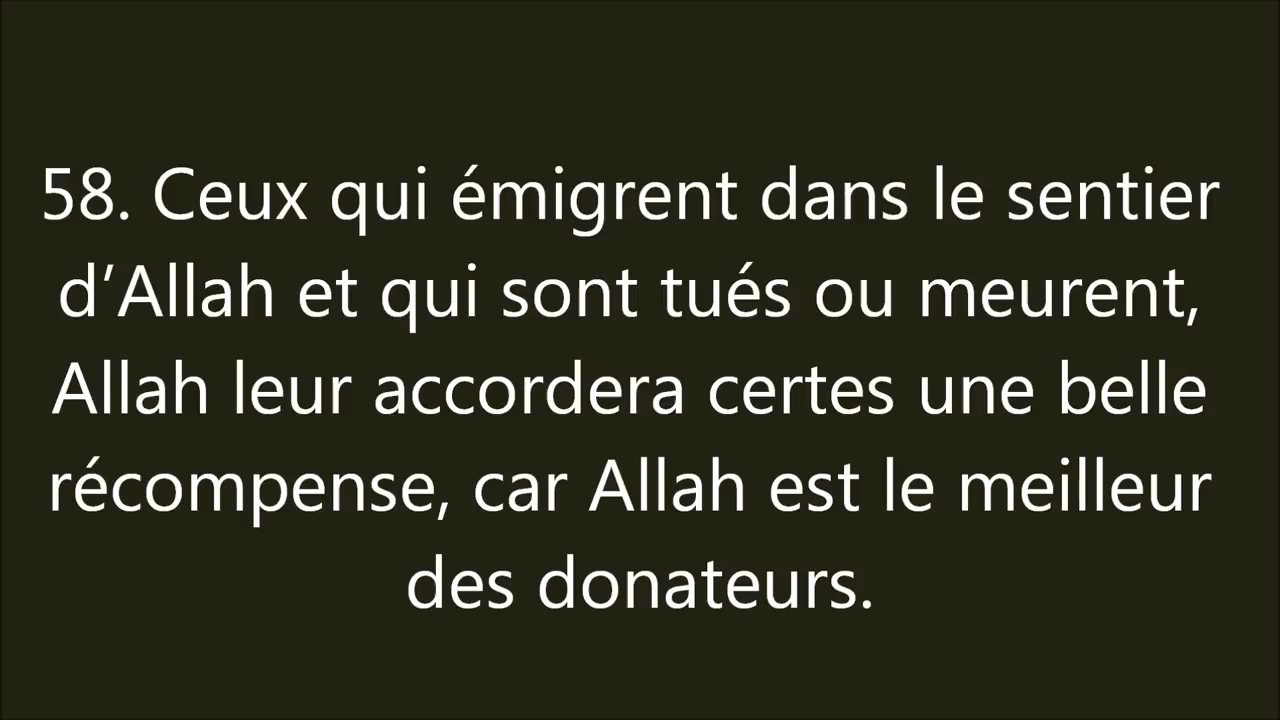 58. Ceux qui émigrent dans le sentier
d’Allah et qui sont tués ou meurent,
Allah leur accordera certes une belle
récompense, car Allah est le meilleur
des donateurs.